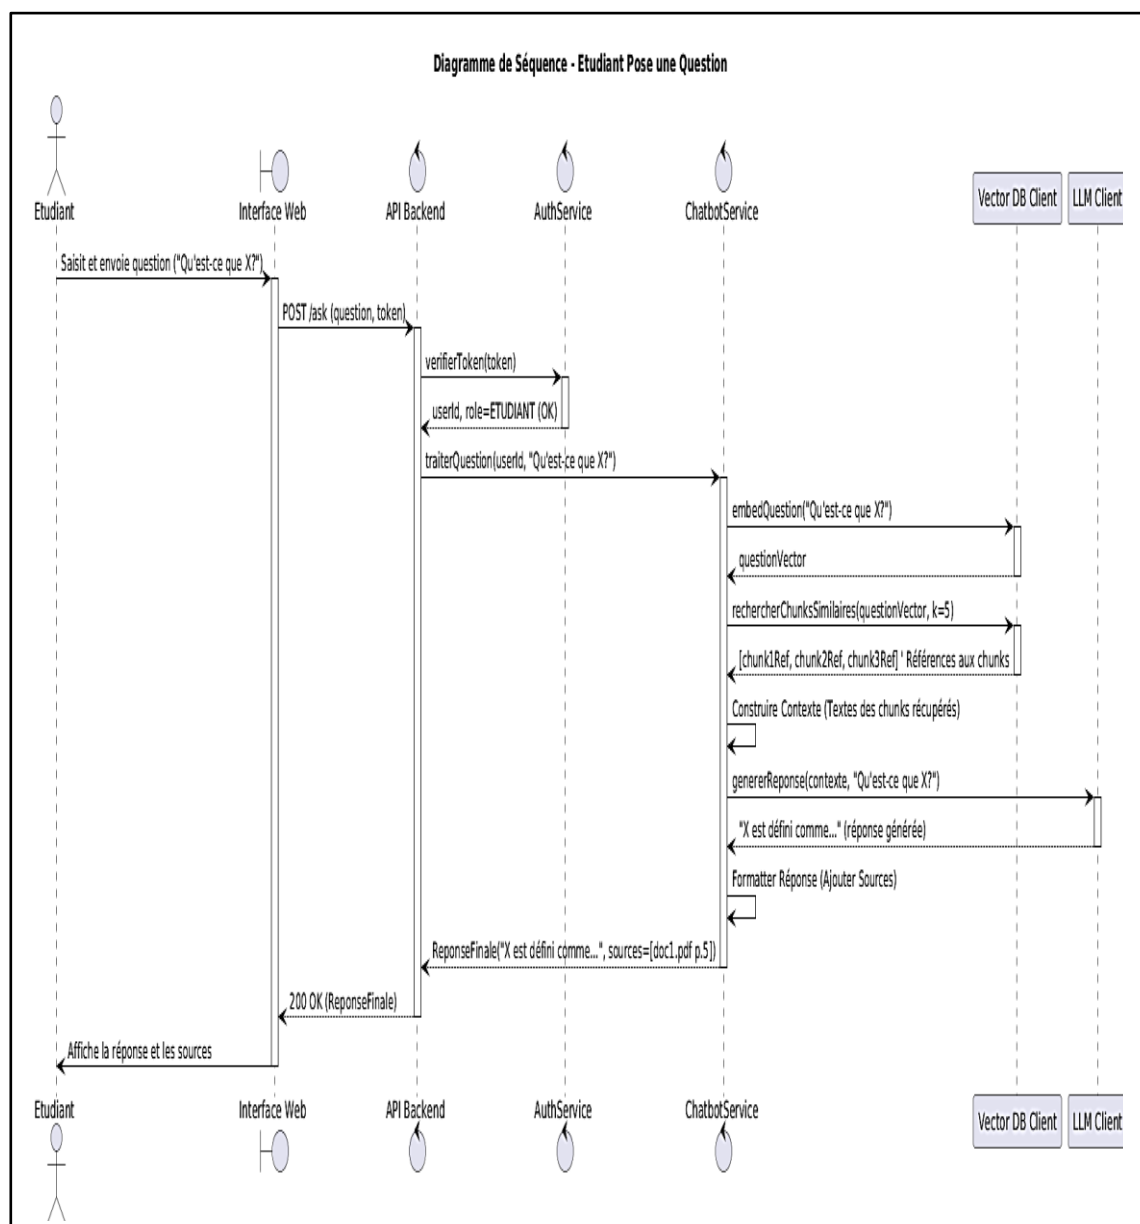 Diagramme de Séquence - Etudiant Pose une Question
Etudiant
Interface Web
API Backend
AuthService
ChatbotService
Vector DB Client
LLM Client
Saisit et envoie question ("Qu'est-ce que X?")
POST /ask (question, token)
verifierToken(token)
userId, role=ETUDIANT (OK)
traiterQuestion(userId, "Qu'est-ce que X?")
embedQuestion("Qu'est-ce que X?")
questionVector
rechercherChunksSimilaires(questionVector, k=5)
[chunk1Ref, chunk2Ref, chunk3Ref] ' Références aux chunks
Construire Contexte (Textes des chunks récupérés)
genererReponse(contexte, "Qu'est-ce que X?")
"X est défini comme..." (réponse générée)
Formatter Réponse (Ajouter Sources)
ReponseFinale("X est défini comme...", sources=[doc1.pdf p.5])
200 OK (ReponseFinale)
Affiche la réponse et les sources
Etudiant
Interface Web
API Backend
AuthService
ChatbotService
Vector DB Client
LLM Client